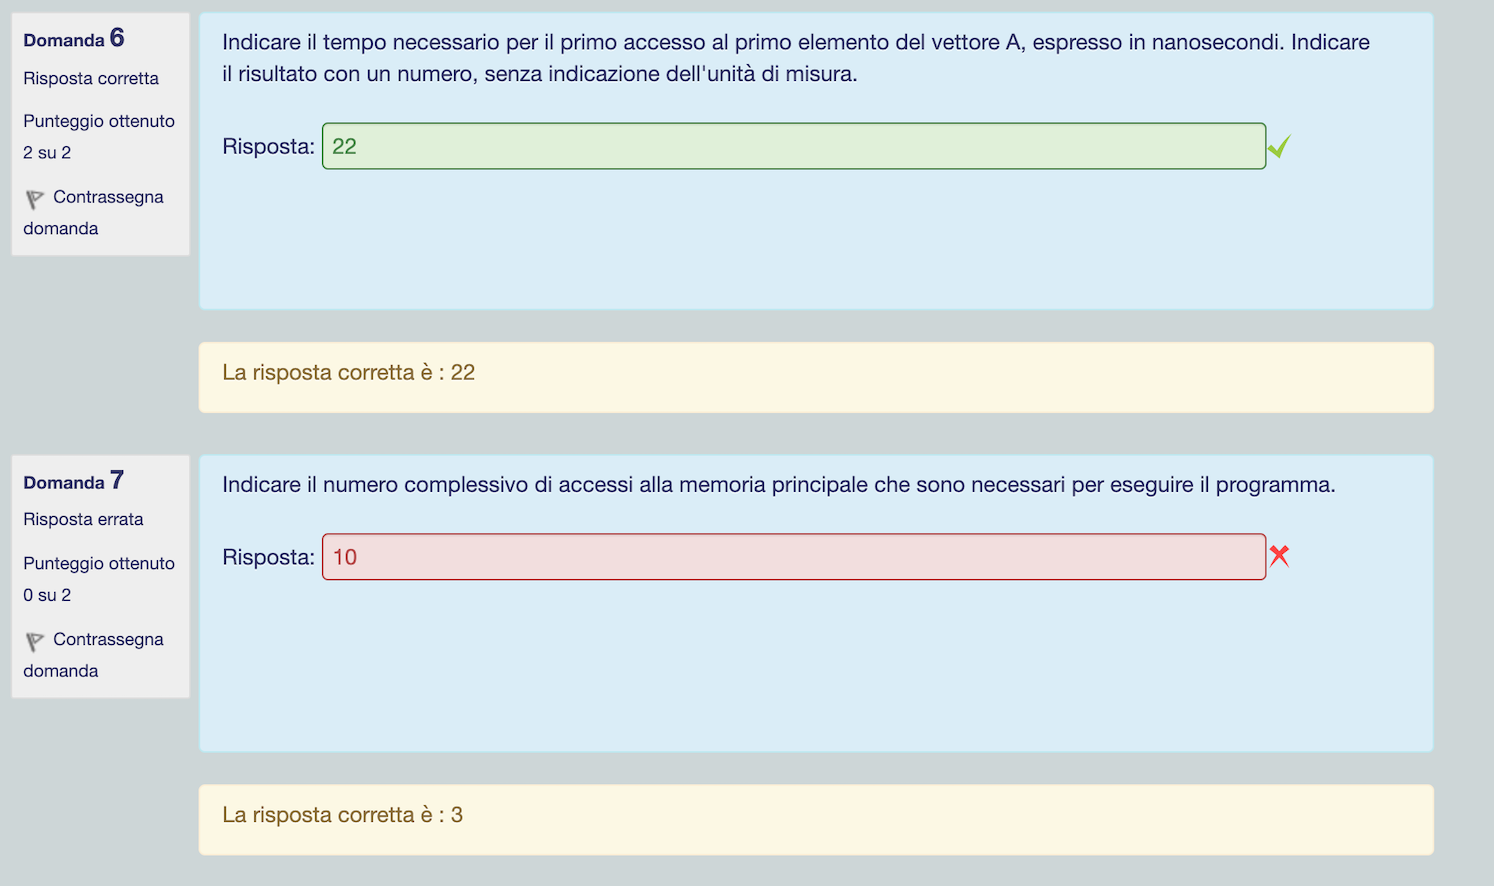 Domanda 6
Risposta corretta
Punteggio ottenuto
2 su 2
Contrassegna
domanda
Indicare il tempo necessario per il primo accesso al primo elemento del vettore A, espresso in nanosecondi. Indicare
il risultato con un numero, senza indicazione dell'unità di misura.
Risposta: 22
La risposta corretta è : 22
Domanda 7
Risposta errata
Punteggio ottenuto
0 su 2
Contrassegna
domanda
Indicare il numero complessivo di accessi alla memoria principale che sono necessari per eseguire il programma.
Risposta: 10
La risposta corretta è : 3